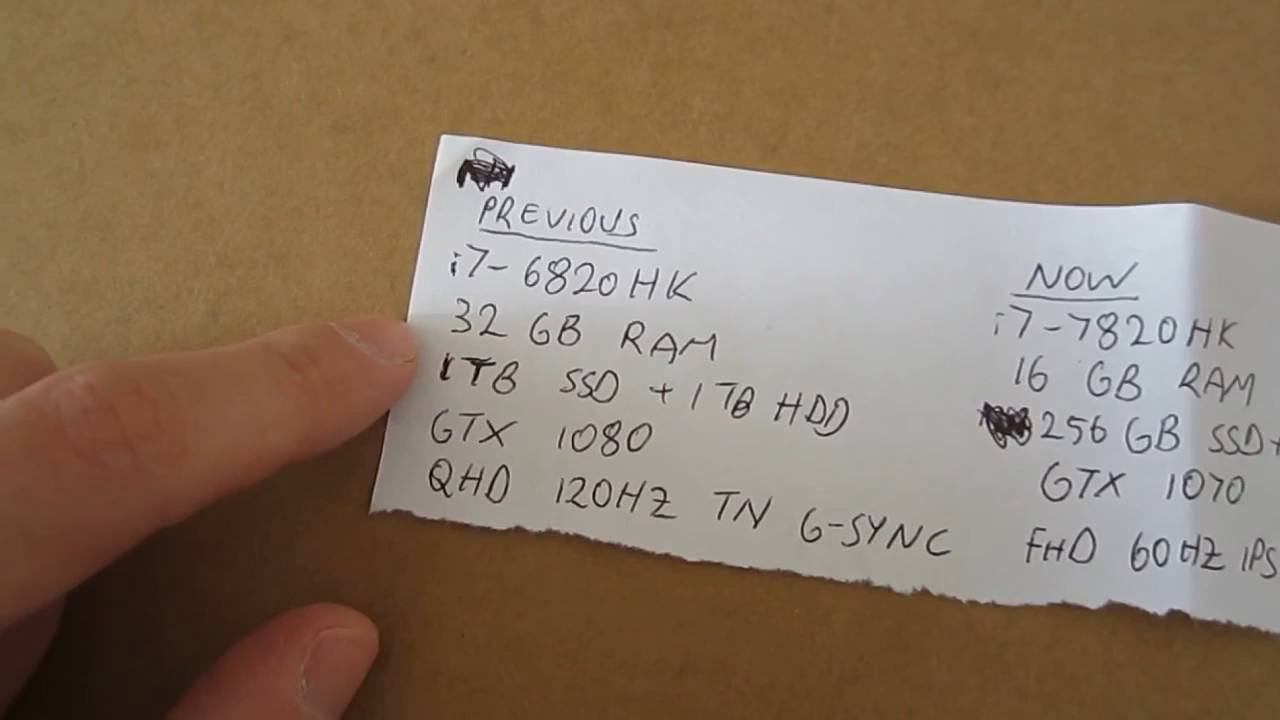 PREVIOUS
i7-6820HK
32 GB RAM
1TB SSD + 1TB HDD
GTX 1080
QHD 120HZ TN G-SYNC
NOW
i7-7820HK
16 GB RAM
256 GB SSD+
GTX 1070
FHD 60HZ IPS